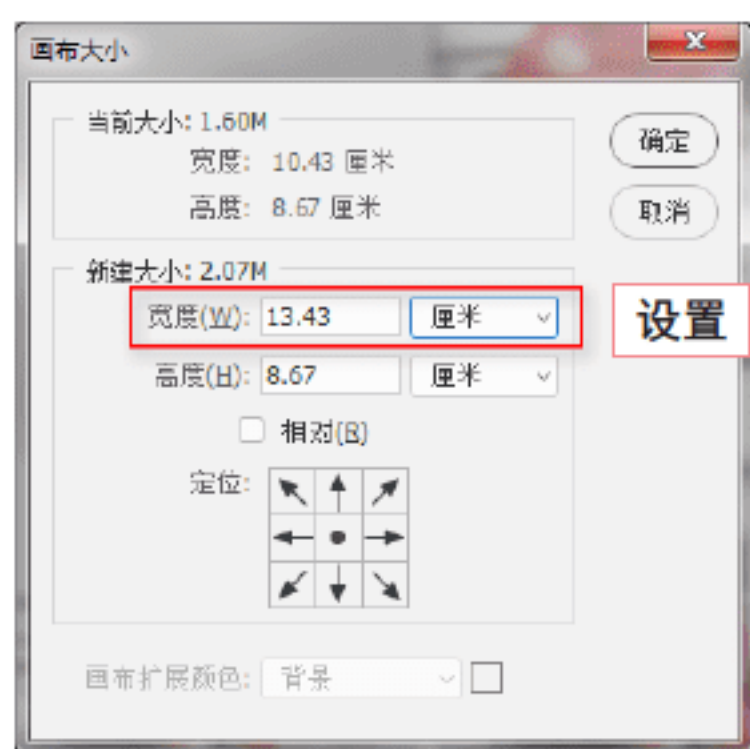 画布大小
当前大小: 1.60M
宽度: 10.43 厘米
高度: 8.67 厘米
确定
取消
新建大小: 2.07M
宽度(W): 13.43 厘米
设置
高度(H): 8.67 厘米
相对(R)
定位:
画布扩展颜色: 背景